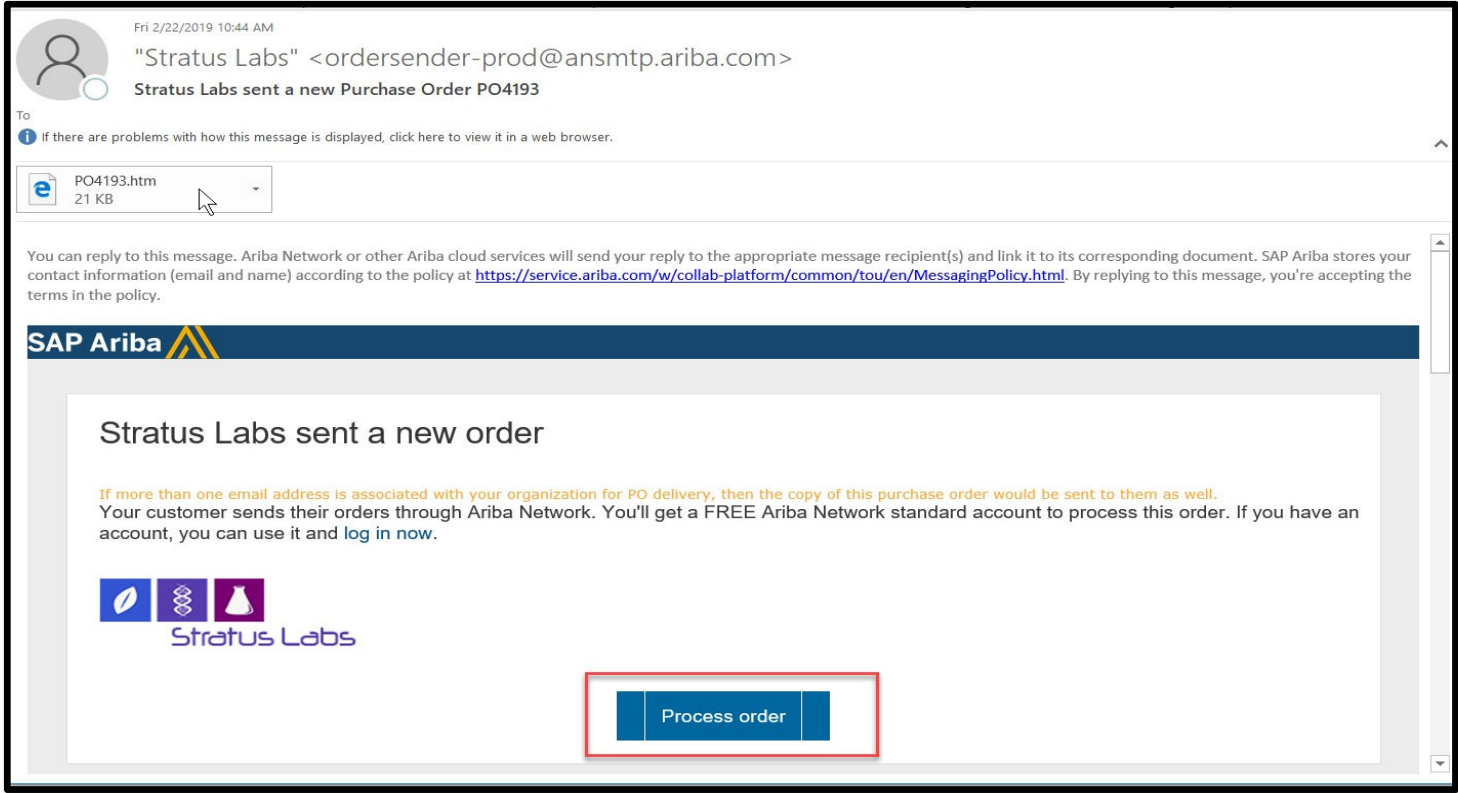 Fri 2/22/2019 10:44 AM
"Stratus Labs" <ordersender-prod@ansmtp.ariba.com>
Stratus Labs sent a new Purchase Order PO4193
To
If there are problems with how this message is displayed, click here to view it in a web browser.
PO4193.htm
21 KB
You can reply to this message. Ariba Network or other Ariba cloud services will send your reply to the appropriate message recipient(s) and link it to its corresponding document. SAP Ariba stores your
contact information (email and name) according to the policy at https://service.ariba.com/w/collab-platform/common/tou/en/MessagingPolicy.html. By replying to this message, you're accepting the
terms in the policy.
SAP Ariba
Stratus Labs sent a new order
If more than one email address is associated with your organization for PO delivery, then the copy of this purchase order would be sent to them as well.
Your customer sends their orders through Ariba Network. You'll get a FREE Ariba Network standard account to process this order. If you have an
account, you can use it and log in now.
Stratus Labs
Process order